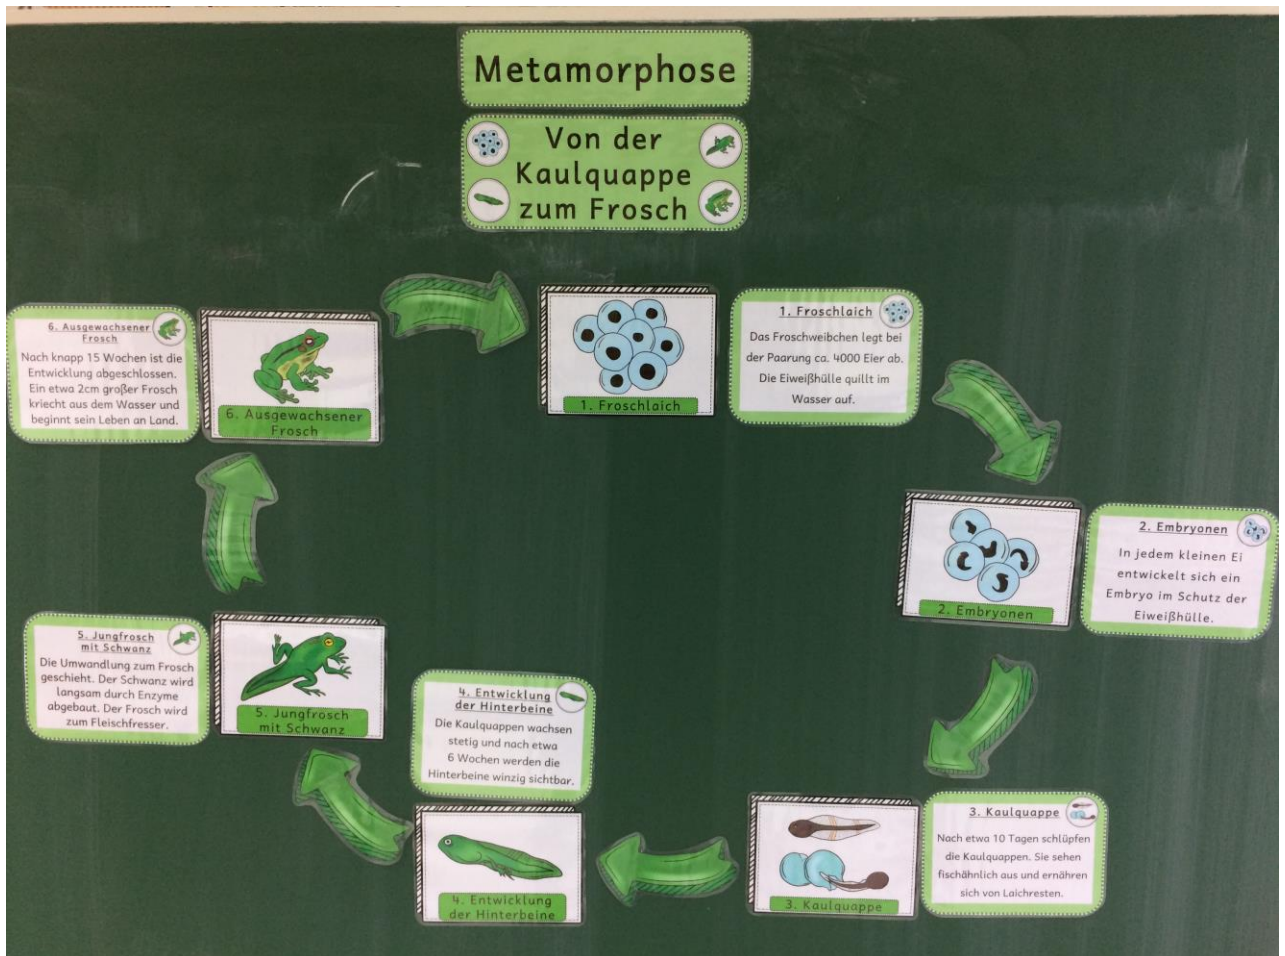 Metamorphose
Von der
Kaulquappe
zum Frosch
1. Froschlaich
1. Froschlaich
Das Froschweibchen legt bei
der Paarung ca. 4000 Eier ab.
Die Eiweißhülle quillt im
Wasser auf.
2. Embryonen
2. Embryonen
In jedem kleinen Ei
entwickelt sich ein
Embryo im Schutz der
Eiweißhülle.
3. Kaulquappe
3. Kaulquappe
Nach etwa 10 Tagen schlüpfen
die Kaulquappen. Sie sehen
fischähnlich aus und ernähren
sich von Laichresten.
4. Entwicklung
der Hinterbeine
Die Kaulquappen wachsen
stetig und nach etwa
6 Wochen werden die
Hinterbeine winzig sichtbar.
4. Entwicklung
der Hinterbeine
5. Jungfrosch
mit Schwanz
Die Umwandlung zum Frosch
geschieht. Der Schwanz wird
langsam durch Enzyme
abgebaut. Der Frosch wird
zum Fleischfresser.
5. Jungfrosch
mit Schwanz
6. Ausgewachsener
Frosch
Nach knapp 15 Wochen ist die
Entwicklung abgeschlossen.
Ein etwa 2cm großer Frosch
kriecht aus dem Wasser und
beginnt sein Leben an Land.
6. Ausgewachsener
Frosch